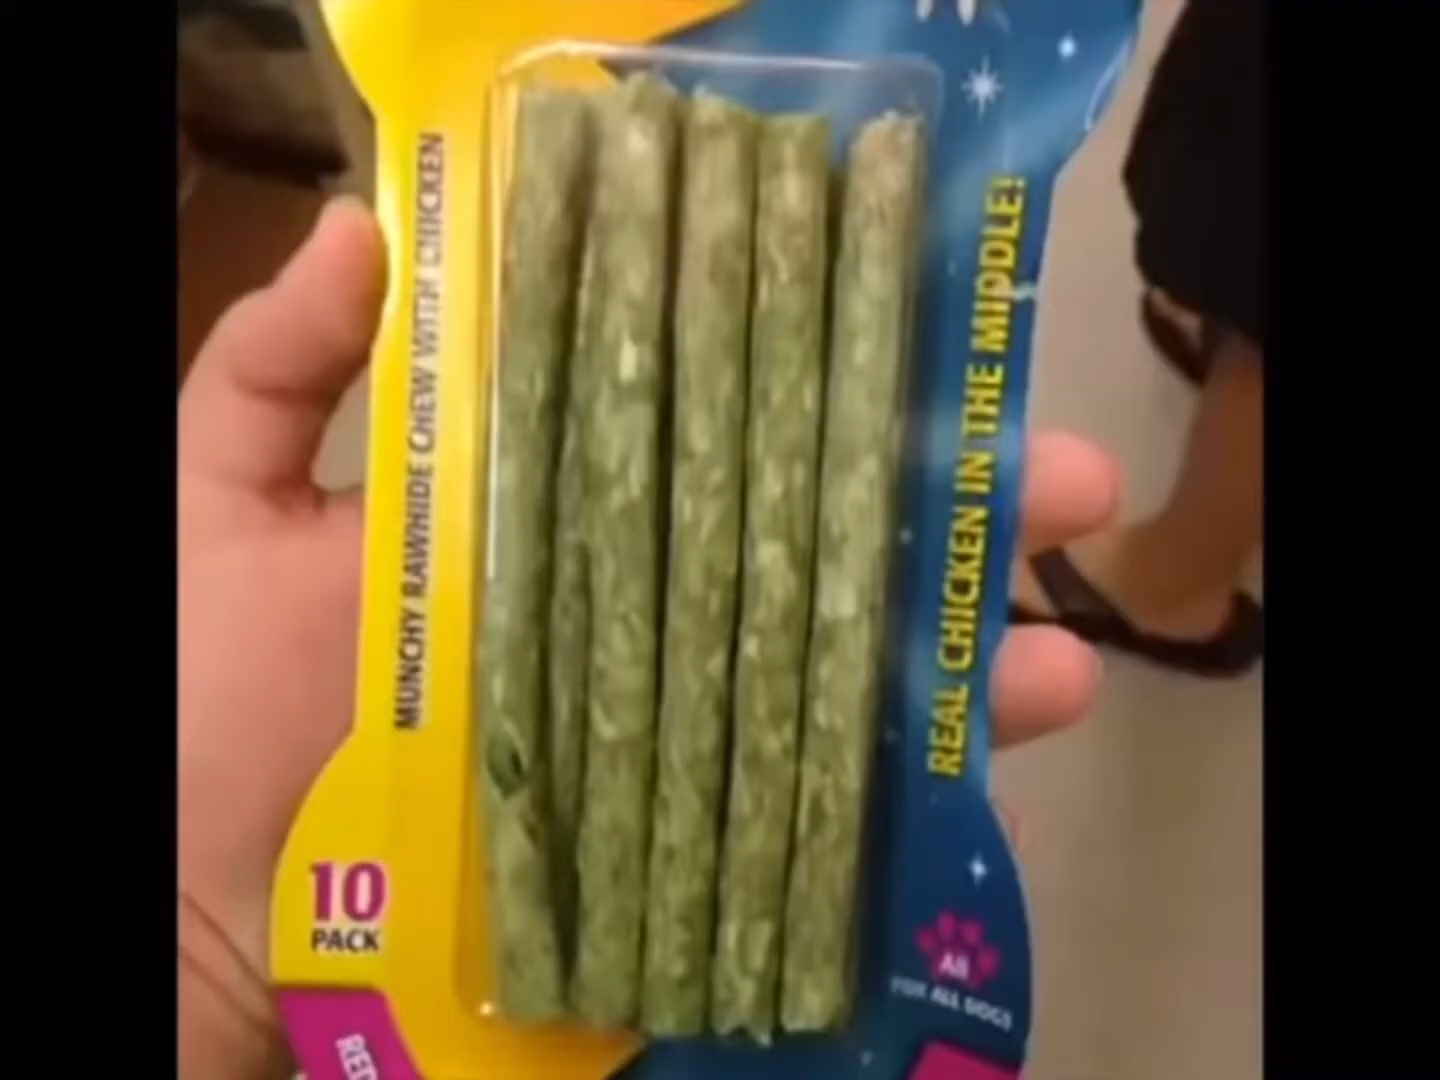 MUNCHY RAWHIDE CHEW WITH CHICKEN
REAL CHICKEN IN THE MIDDLE!
10
PACK
All
FOR ALL DOGS